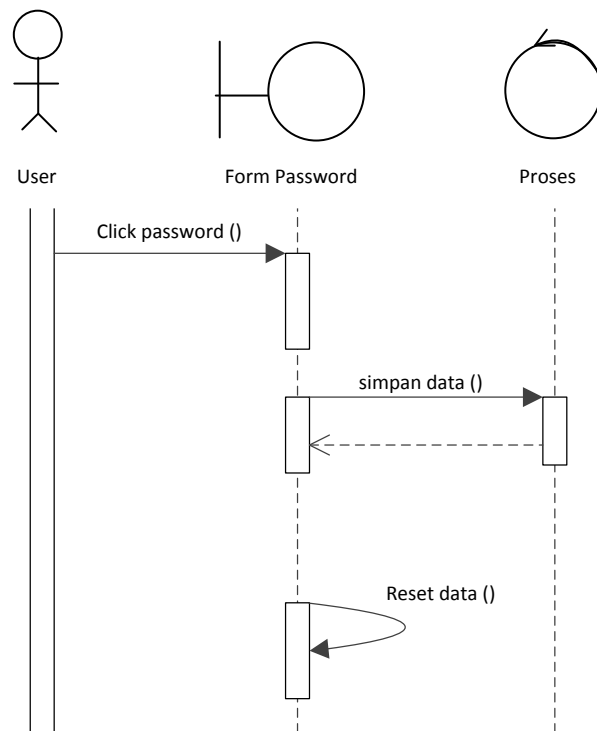 User
Form Password
Proses
Click password ()
simpan data ()
Reset data ()